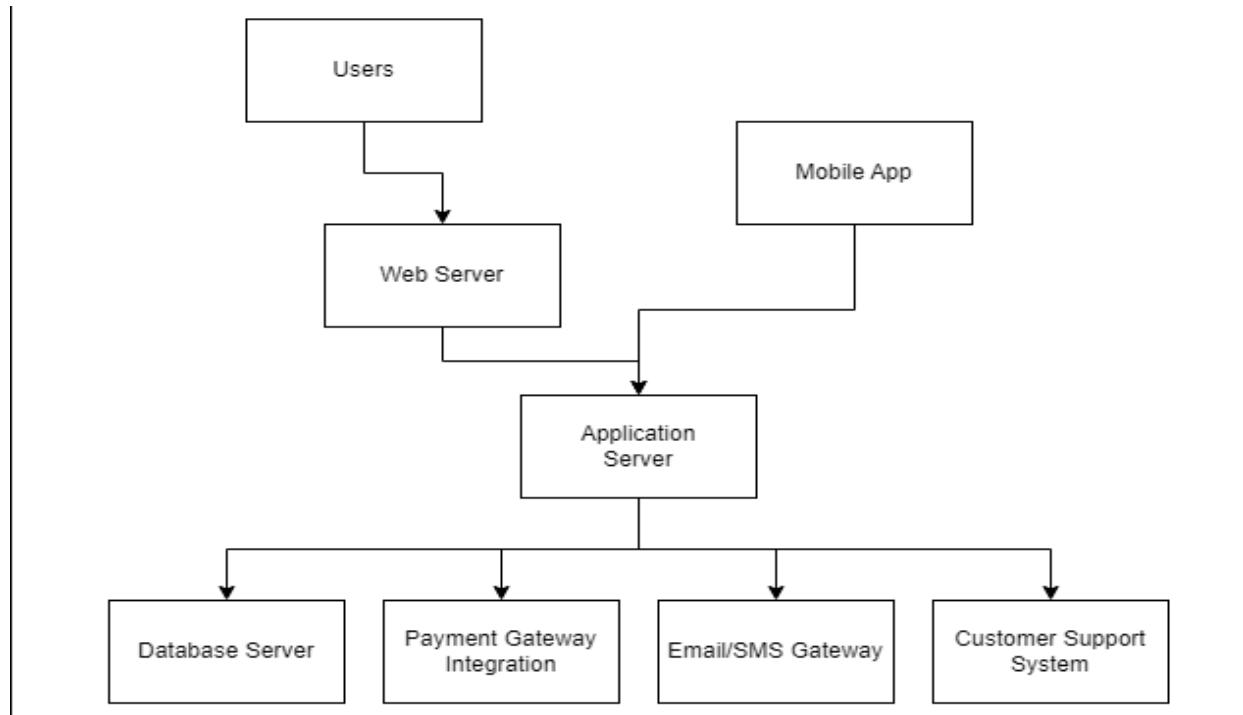 Users
Mobile App
Web Server
Application
Server
Database Server
Payment Gateway
Integration
Email/SMS Gateway
Customer Support
System